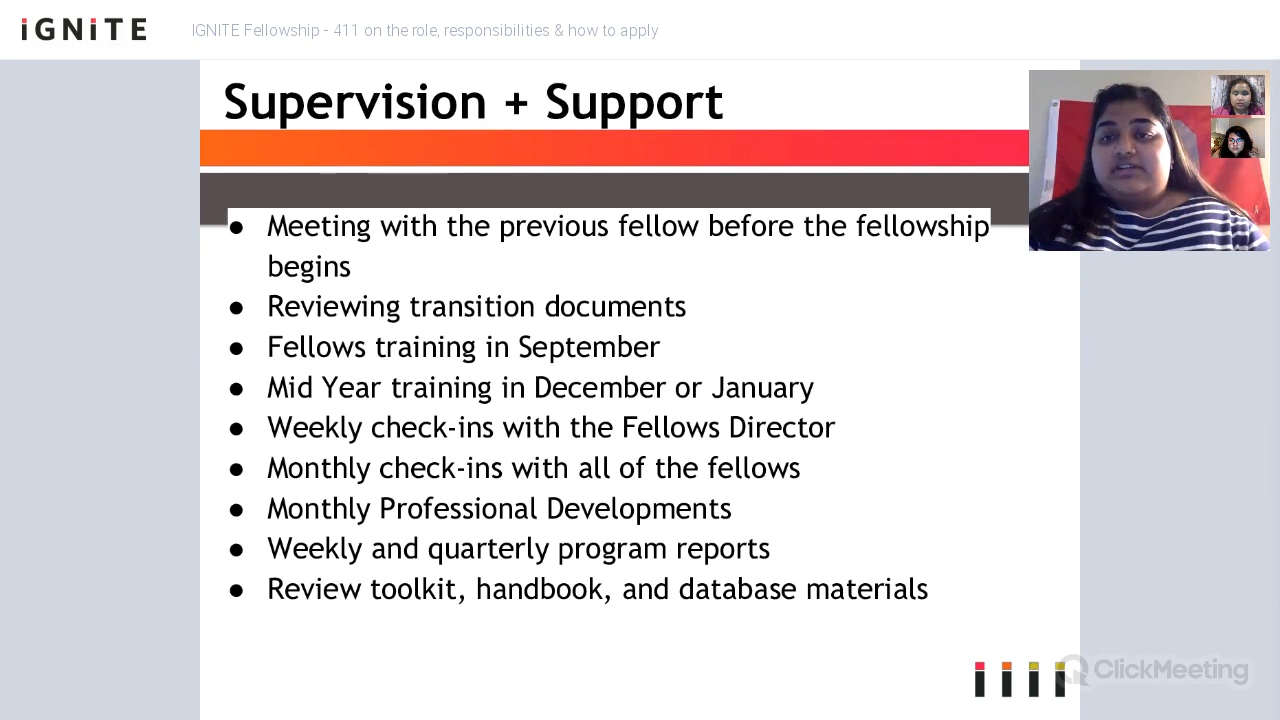 iGNiTE
IGNITE Fellowship - 411 on the role, responsibilities & how to apply
Supervision + Support
● Meeting with the previous fellow before the fellowship
begins
● Reviewing transition documents
● Fellows training in September
● Mid Year training in December or January
● Weekly check-ins with the Fellows Director
● Monthly check-ins with all of the fellows
● Monthly Professional Developments
● Weekly and quarterly program reports
● Review toolkit, handbook, and database materials
ClickMeeting